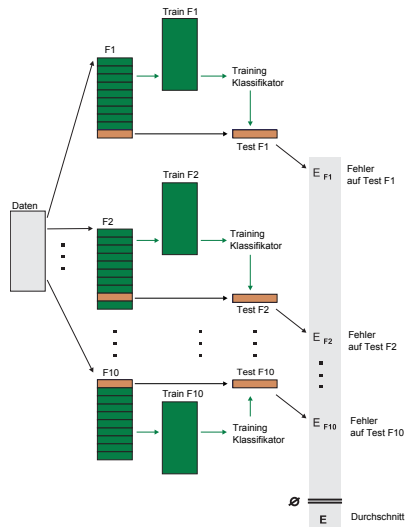 Train F1
F1
Training
Klassifikator
Test F1
E F1
Fehler
auf Test F1
Daten
Train F2
F2
Training
Klassifikator
Test F2
E F2
Fehler
auf Test F2
F10
Test F10
Train F10
Training
Klassifikator
E F10
Fehler
auf Test F10
Ø
E
Durchschnitt